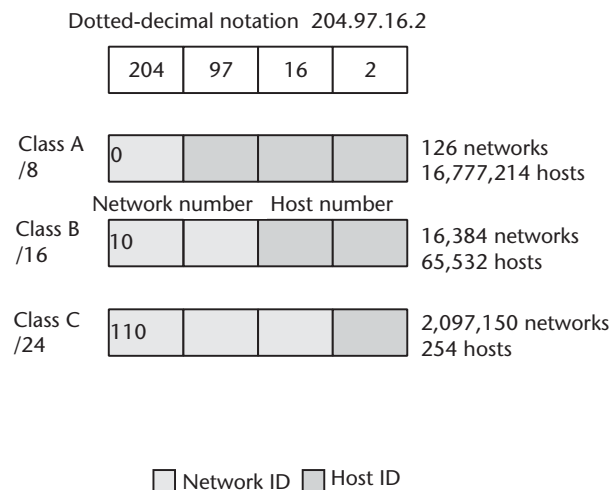 Dotted-decimal notation 204.97.16.2
204 97 16 2
Class A
/8
0
126 networks
16,777,214 hosts
Network number Host number
Class B
/16
10
16,384 networks
65,532 hosts
Class C
/24
110
2,097,150 networks
254 hosts
Network ID Host ID